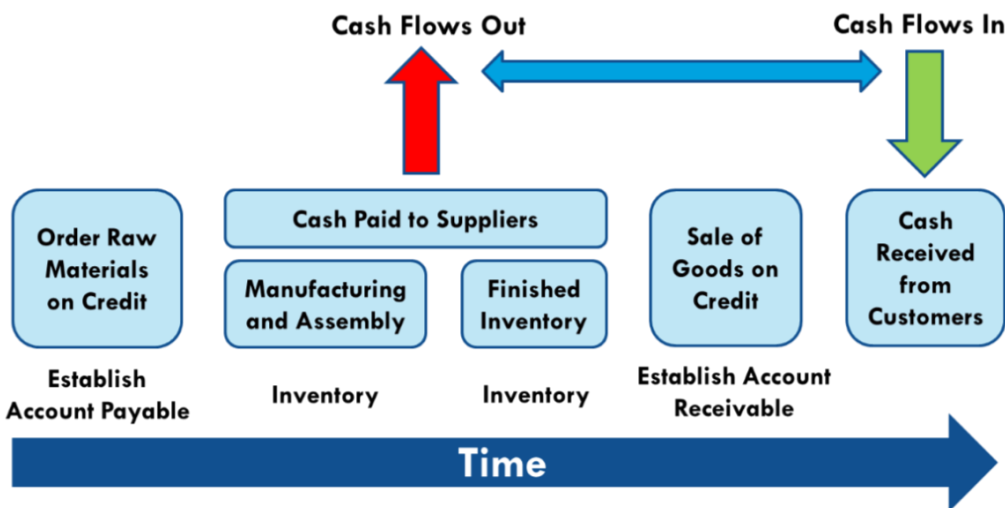 Cash Flows Out
Cash Flows In
Order Raw
Materials
on Credit
Cash Paid to Suppliers
Manufacturing
and Assembly
Finished
Inventory
Sale of
Goods on
Credit
Cash
Received
from
Customers
Establish
Account Payable
Inventory
Inventory
Establish Account
Receivable
Time